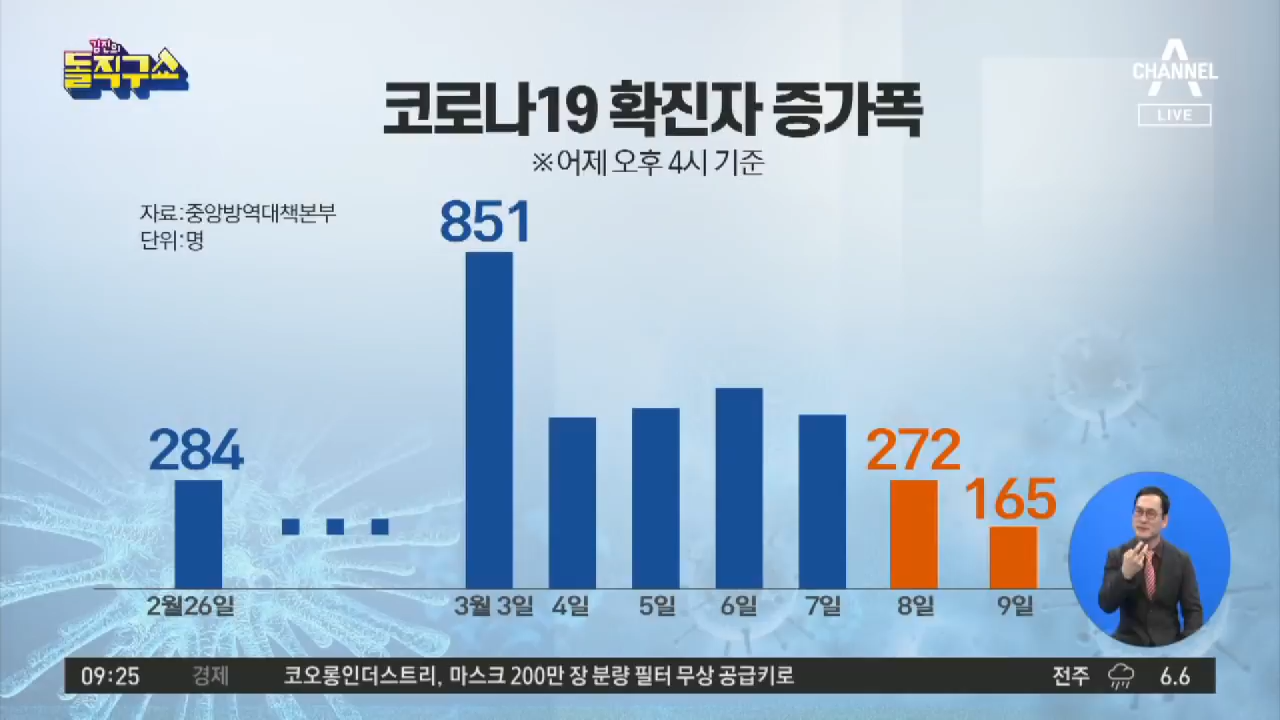 김진의
돌직구쇼
CHANNEL A
LIVE
코로나19 확진자 증가폭
※어제 오후 4시 기준
자료:중앙방역대책본부
단위:명
851
284
272
165
2월26일 3월 3일 4일 5일 6일 7일 8일 9일
09:25 경제 코오롱인더스트리, 마스크 200만 장 분량 필터 무상 공급키로 전주 6.6